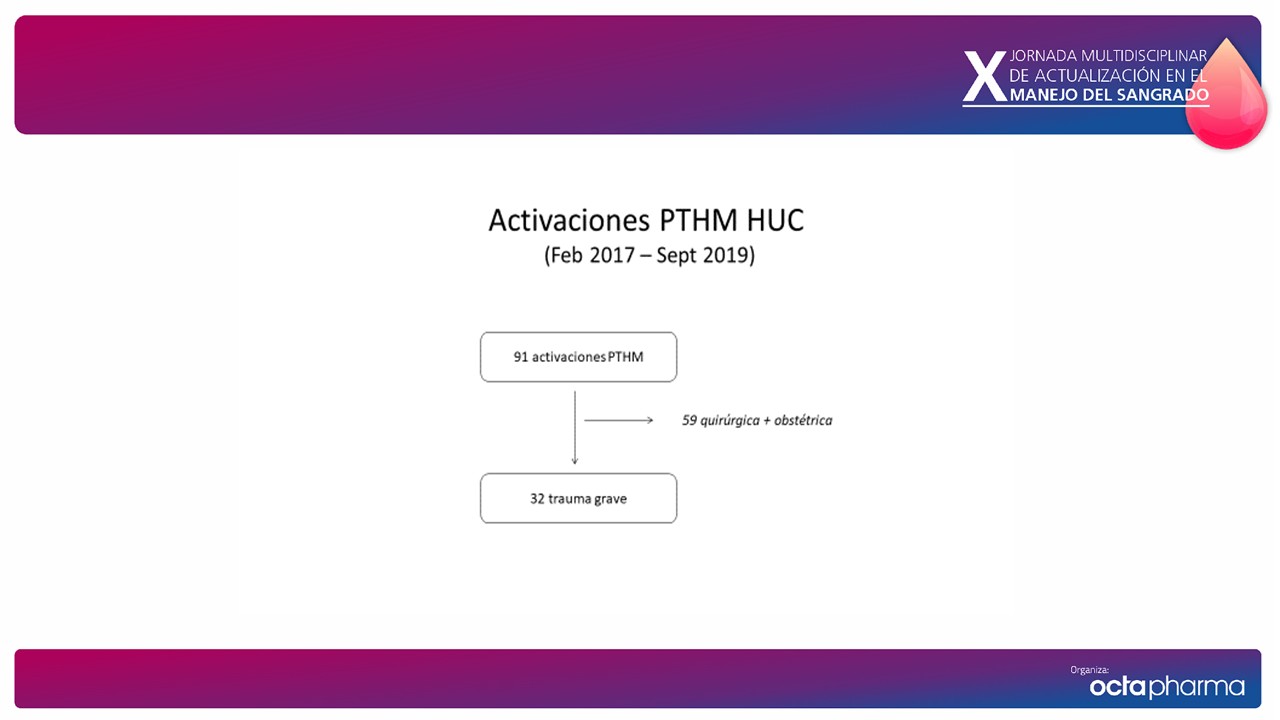 X JORNADA MULTIDISCIPLINAR
DE ACTUALIZACIÓN EN EL
MANEJO DEL SANGRADO
Activaciones PTHM HUC
(Feb 2017 – Sept 2019)
91 activaciones PTHM
59 quirúrgica + obstétrica
32 trauma grave
Organiza:
octapharma